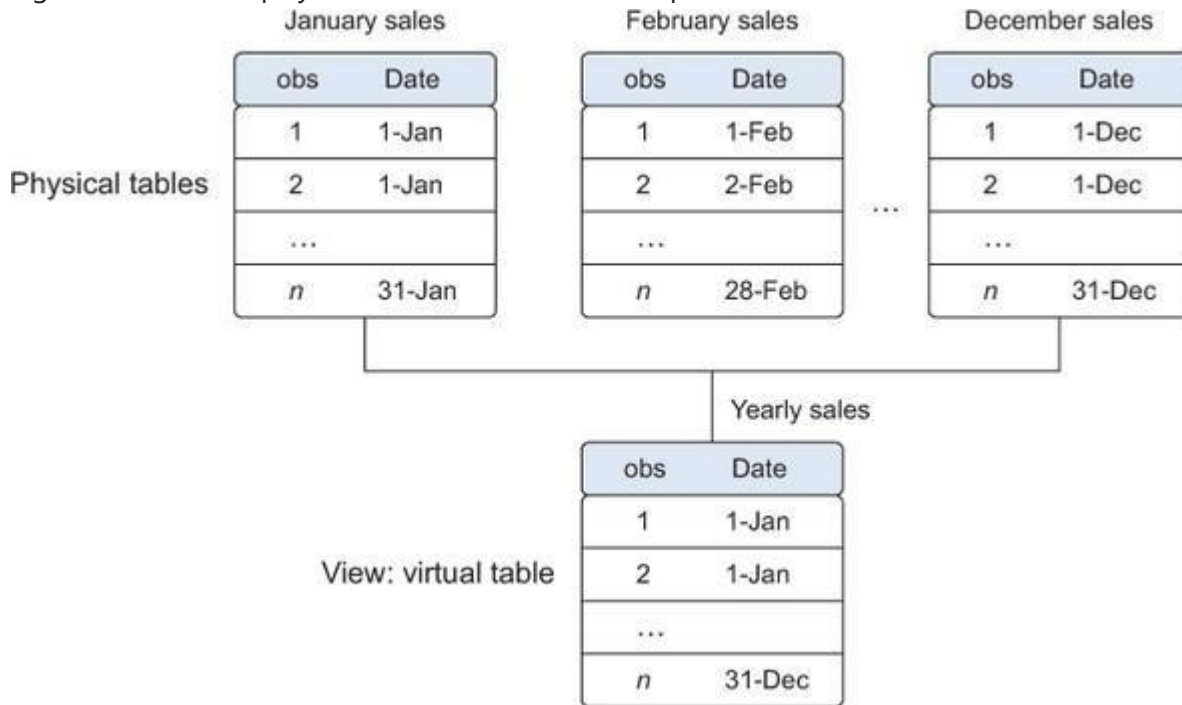 January sales
February sales
December sales
obs Date
1 1-Jan
2 1-Jan
...
n 31-Jan
obs Date
1 1-Feb
2 2-Feb
...
n 28-Feb
obs Date
1 1-Dec
2 1-Dec
...
n 31-Dec
Physical tables
...
Yearly sales
obs Date
1 1-Jan
2 1-Jan
...
n 31-Dec
View: virtual table